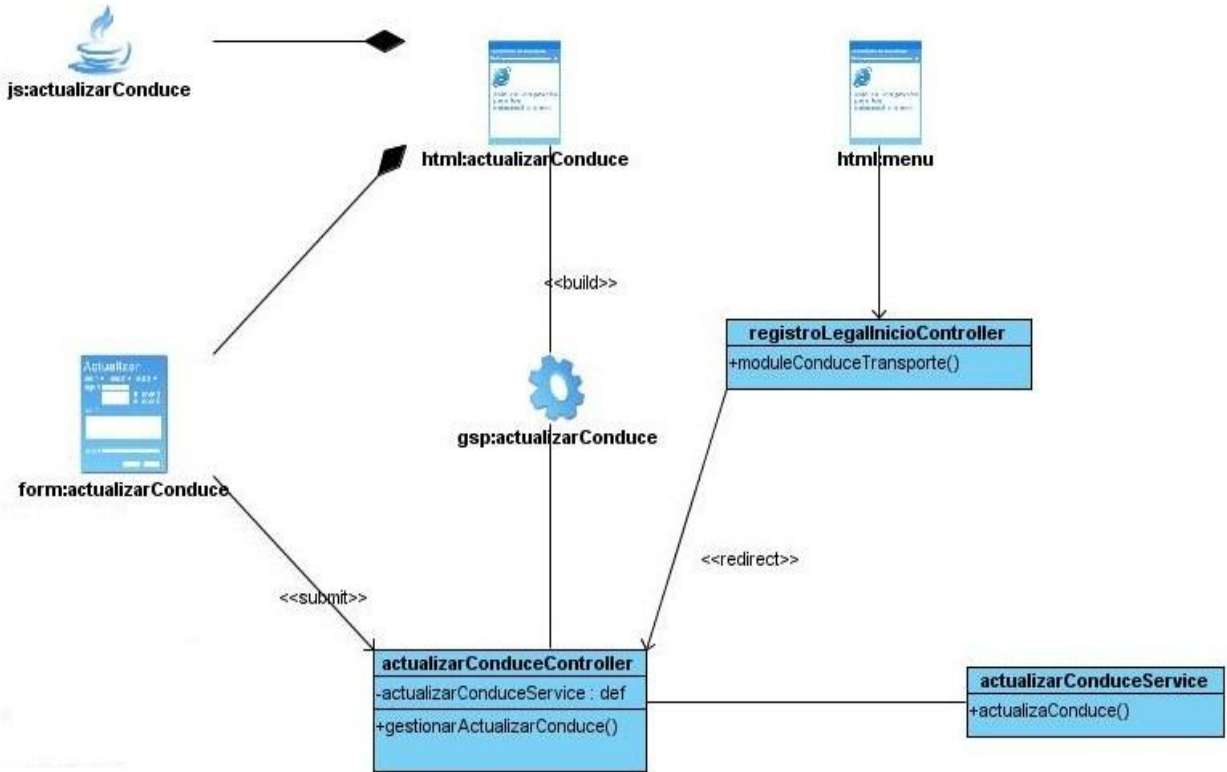 js:actualizarConduce
html:actualizarConduce
html:menu
<<build>>
registroLegalInicioController
+moduleConduceTransporte()
Actualizar
gsp:actualizarConduce
form:actualizarConduce
<<redirect>>
<<submit>>
actualizarConduceController
-actualizarConduceService : def
+gestionarActualizarConduce()
actualizarConduceService
+actualizaConduce()